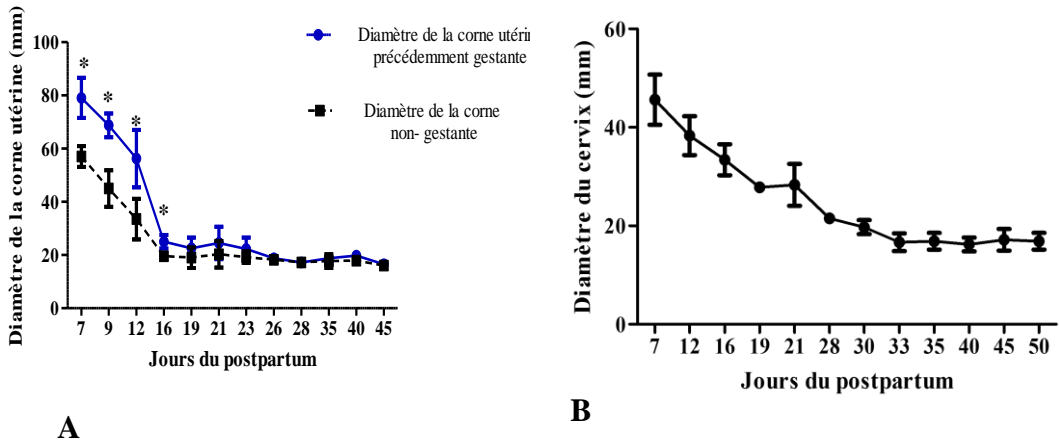 Diamètre de la corne utérine (mm)
100
80
60
40
20
0
*
*
*
*
Diamètre de la corne utérin
précédemment gestante
Diamètre de la corne
non- gestante
7 9 12 16 19 21 23 26 28 35 40 45
Jours du postpartum
A
Diamètre du cervix (mm)
60
40
20
0
7 12 16 19 21 28 30 33 35 40 45 50
Jours du postpartum
B